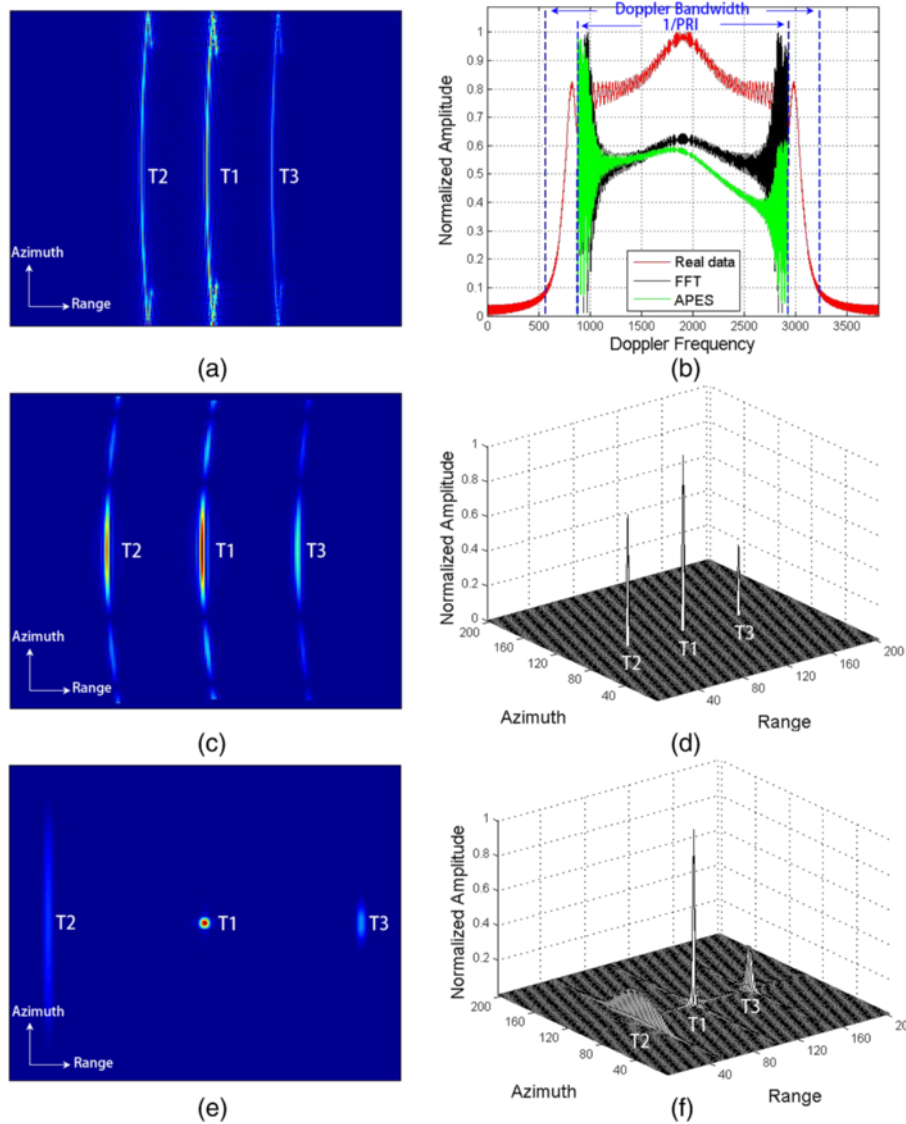 T2
T1
T3
Azimuth
Range
(a)
Doppler Bandwidth
1/PRI
Normalized Amplitude
1
0.9
0.8
0.7
0.6
0.5
0.4
0.3
0.2
0.1
0
Real data
FFT
APES
0 500 1000 1500 2000 2500 3000 3500
Doppler Frequency
(b)
T2
T1
T3
Azimuth
Range
(c)
Normalized Amplitude
1
0.8
0.6
0.4
0.2
0
200
160
120
80
40
40
80
120
160
200
T2
T1
T3
Azimuth
Range
(d)
T2
T1
T3
Azimuth
Range
(e)
Normalized Amplitude
1
0.8
0.6
0.4
0.2
200
160
120
80
40
40
80
120
160
T2
T1
T3
Azimuth
Range
(f)